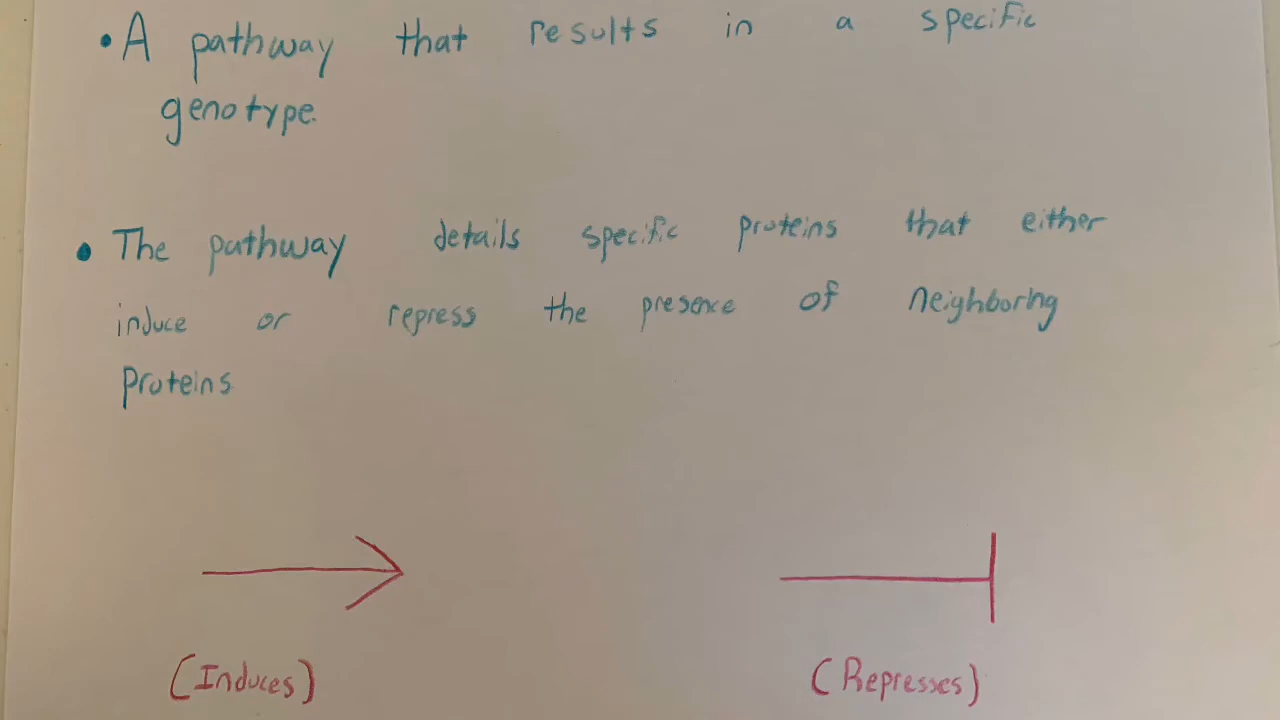 • A pathway that results in a specific
genotype.
• The pathway details specific proteins that either
induce or repress the presence of neighboring
proteins
(Induces)
(Represses)